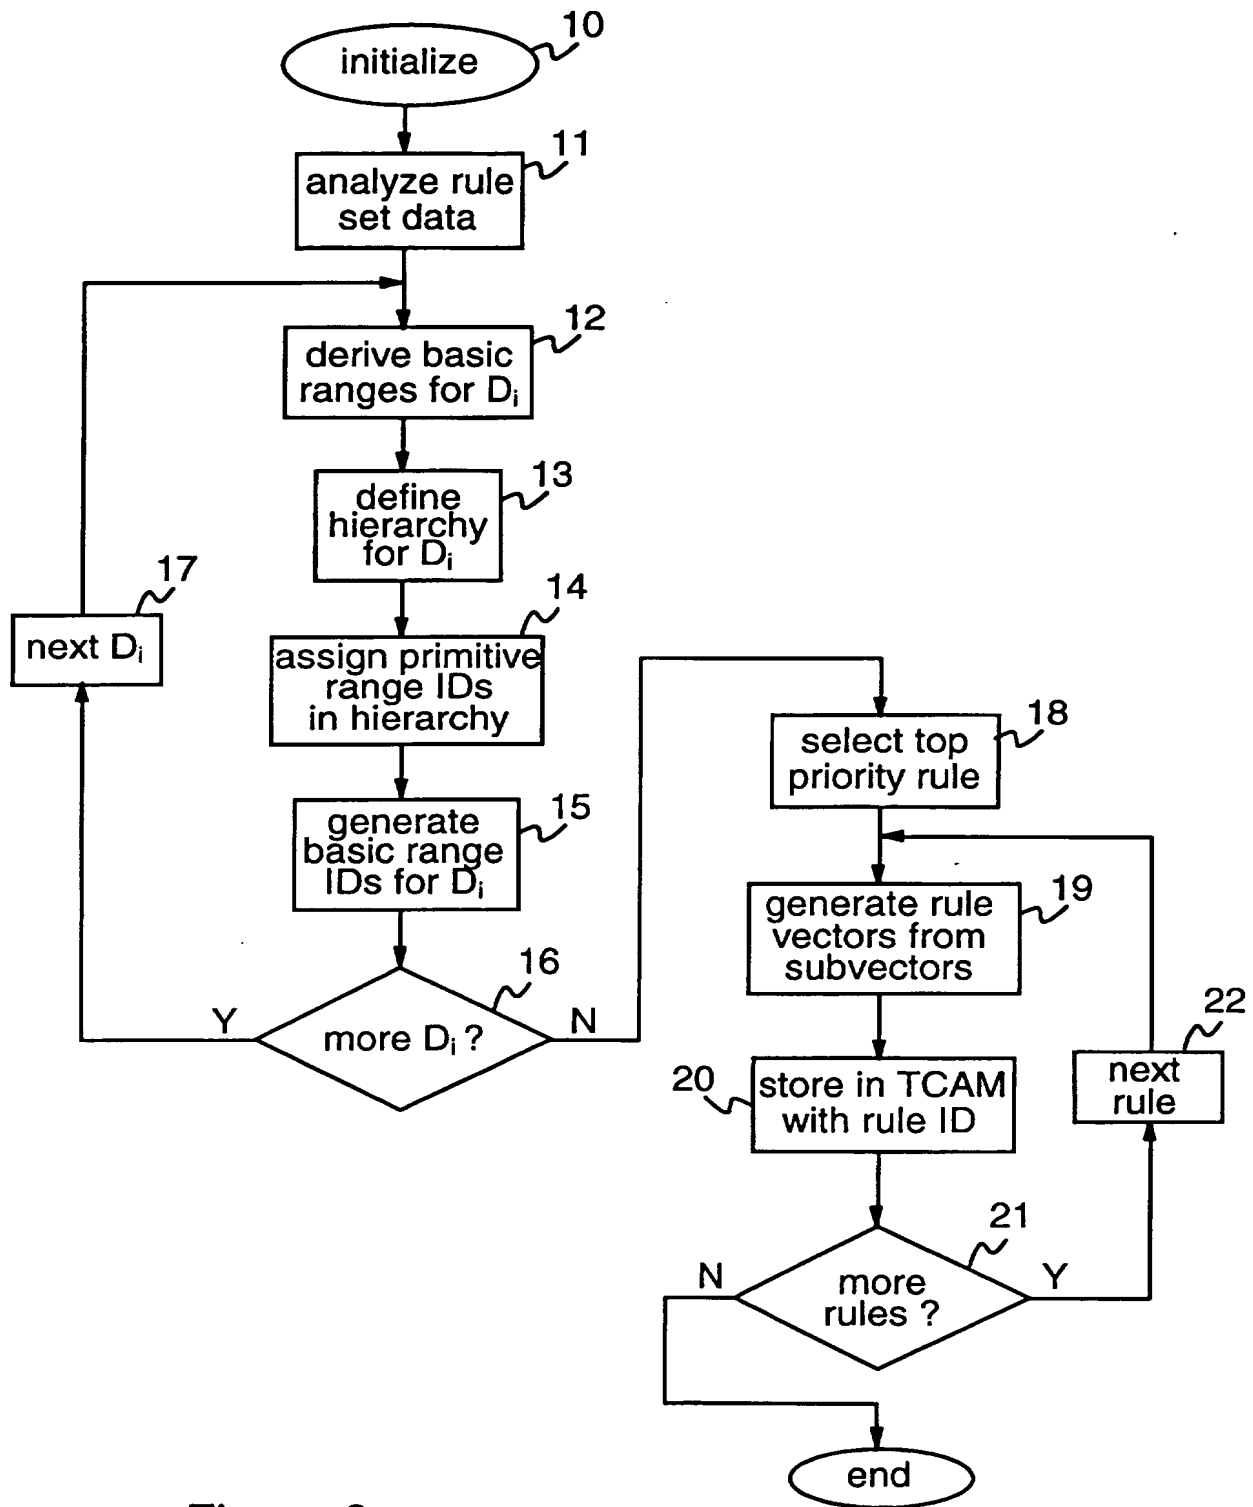 10
initialize
11
analyze rule
set data
12
derive basic
ranges for Di
13
define
hierarchy
for Di
17
next Di
14
assign primitive
range IDs
in hierarchy
15
generate
basic range
IDs for Di
16
Y
more Di ?
N
18
select top
priority rule
19
generate rule
vectors from
subvectors
20
store in TCAM
with rule ID
22
next
rule
21
N
more
rules ?
Y
end